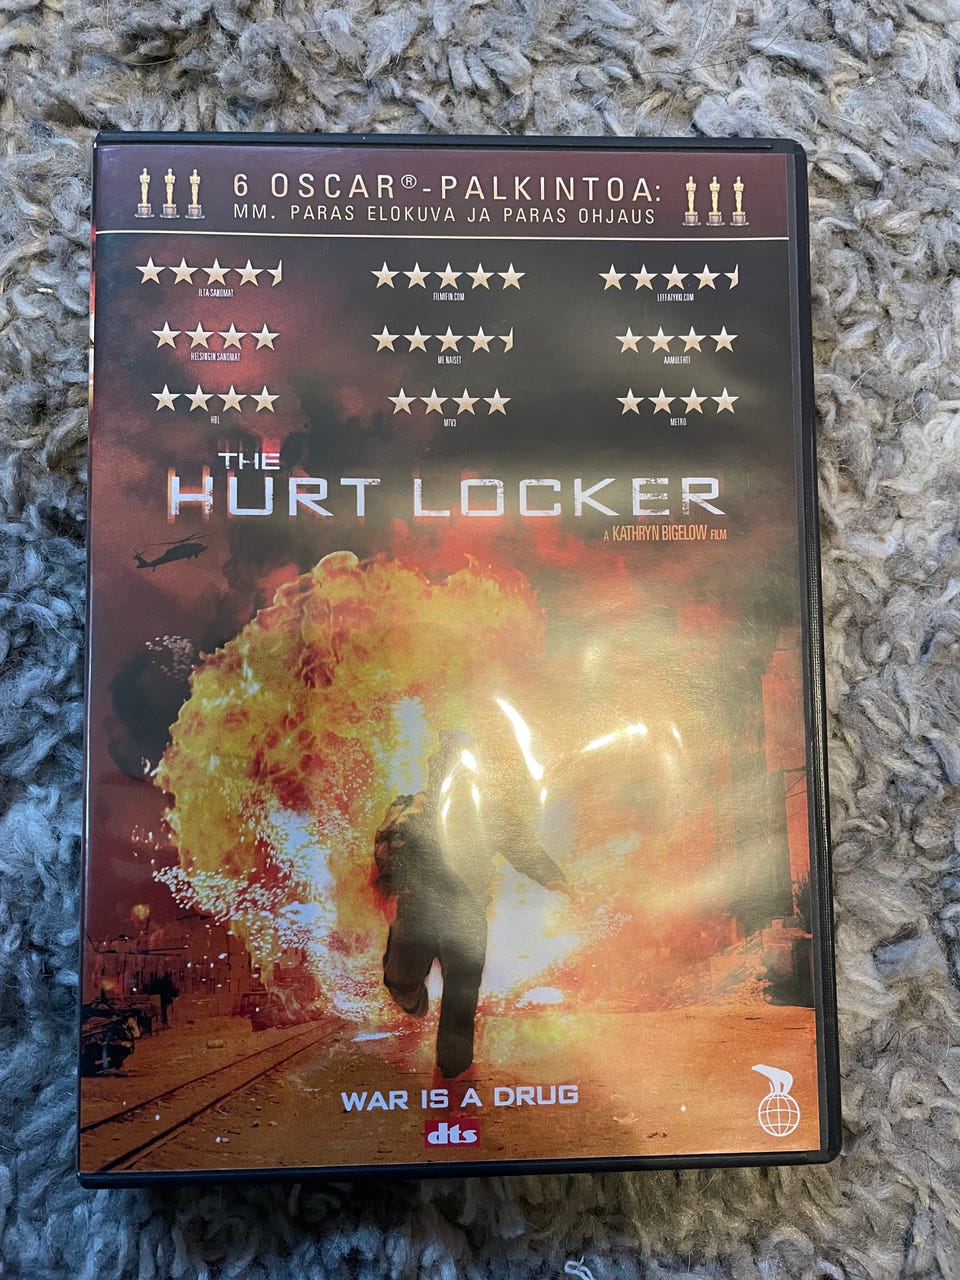 6 OSCAR®-PALKINTOA:
MM. PARAS ELOKUVA JA PARAS OHJAUS
ILTA-SANOMAT
FILMIFIN.COM
LEFFATYKKI.COM
HELSINGIN SANOMAT
ME NAISET
AAMULEHTI
HBL
MTV3
METRO
THE
HURT LOCKER
A KATHRYN BIGELOW FILM
WAR IS A DRUG
dts